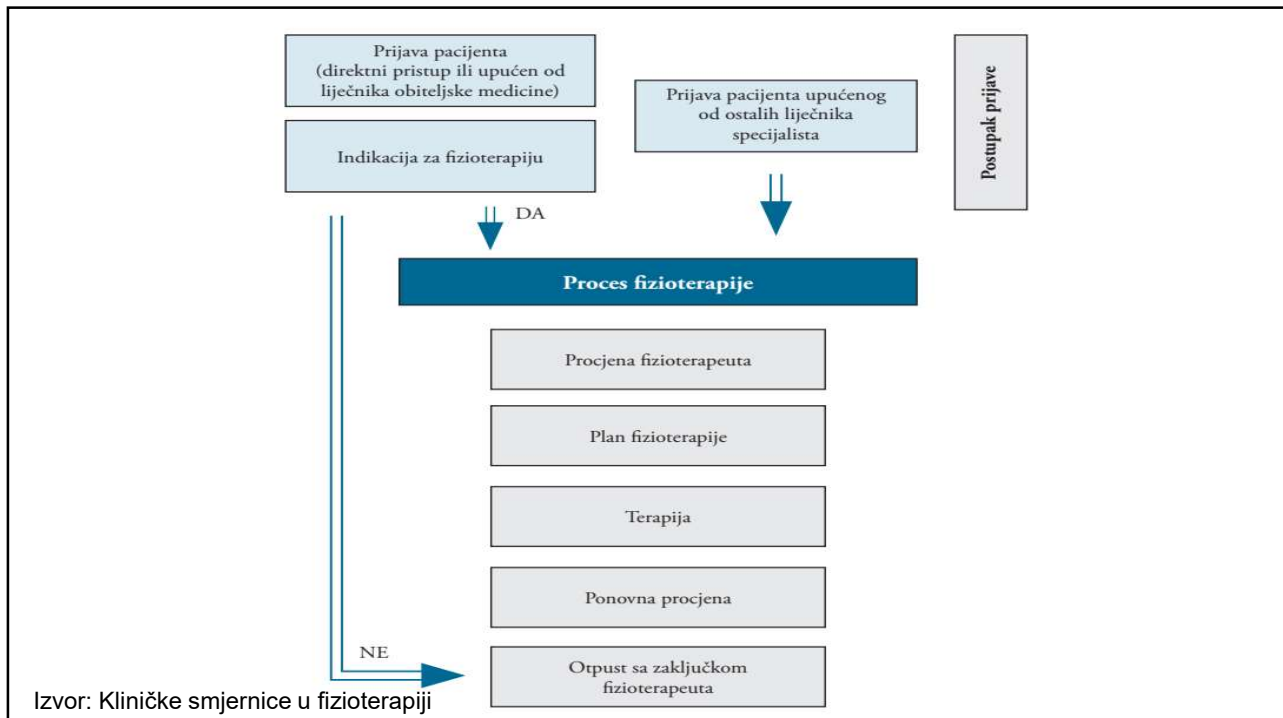 Prijava pacijenta
(direktni pristup ili upućen od
liječnika obiteljske medicine)
Indikacija za fizioterapiju
Prijava pacijenta upućenog
od ostalih liječnika
specijalista
Postupak prijave
DA
Proces fizioterapije
Procjena fizioterapeuta
Plan fizioterapije
Terapija
Ponovna procjena
NE
Otpust sa zaključkom
fizioterapeuta
Izvor: Kliničke smjernice u fizioterapiji